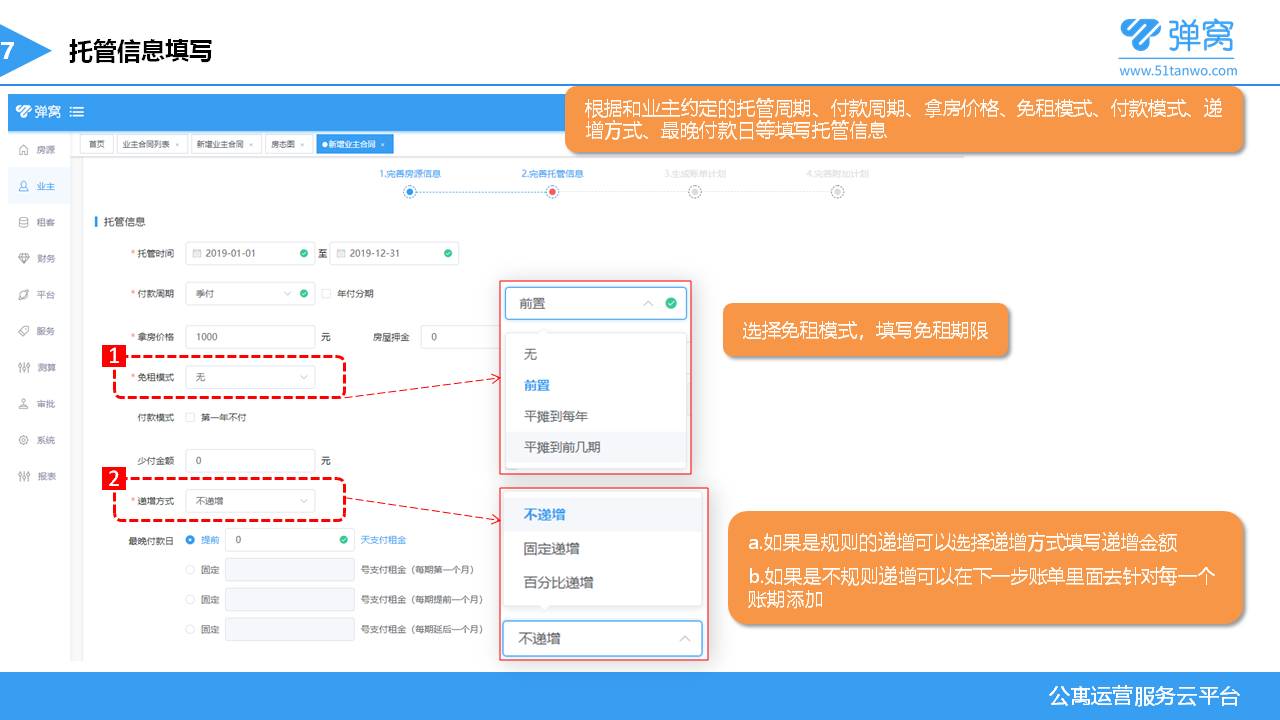 7
托管信息填写
弹窝
www.51tanwo.com
弹窝
根据和业主约定的托管周期、付款周期、拿房价格、免租模式、付款模式、递
增方式、最晚付款日等填写托管信息
首页 业主合同列表 × 新增业主合同 × 房态图 × 新增业主合同 ×
房源
业主
租客
财务
平台
服务
测算
审批
系统
报表
1.完善房源信息 2.完善托管信息 3.生成账单计划 4.完善附加计划
托管信息
* 托管时间 2019-01-01 至 2019-12-31
* 付款周期 季付 年付分期
* 拿房价格 1000 元 房屋押金 0
1
* 免租模式 无
付款模式 第一年不付
少付金额 0 元
2
* 递增方式 不递增
最晚付款日 提前 0 天支付租金
固定 号支付租金（每期第一个月）
固定 号支付租金（每期提前一个月）
固定 号支付租金（每期延后一个月）
前置
无
前置
平摊到每年
平摊到前几期
选择免租模式，填写免租期限
不递增
固定递增
百分比递增
不递增
a.如果是规则的递增可以选择递增方式填写递增金额
b.如果是不规则递增可以在下一步账单里面去针对每一个
账期添加
公寓运营服务云平台